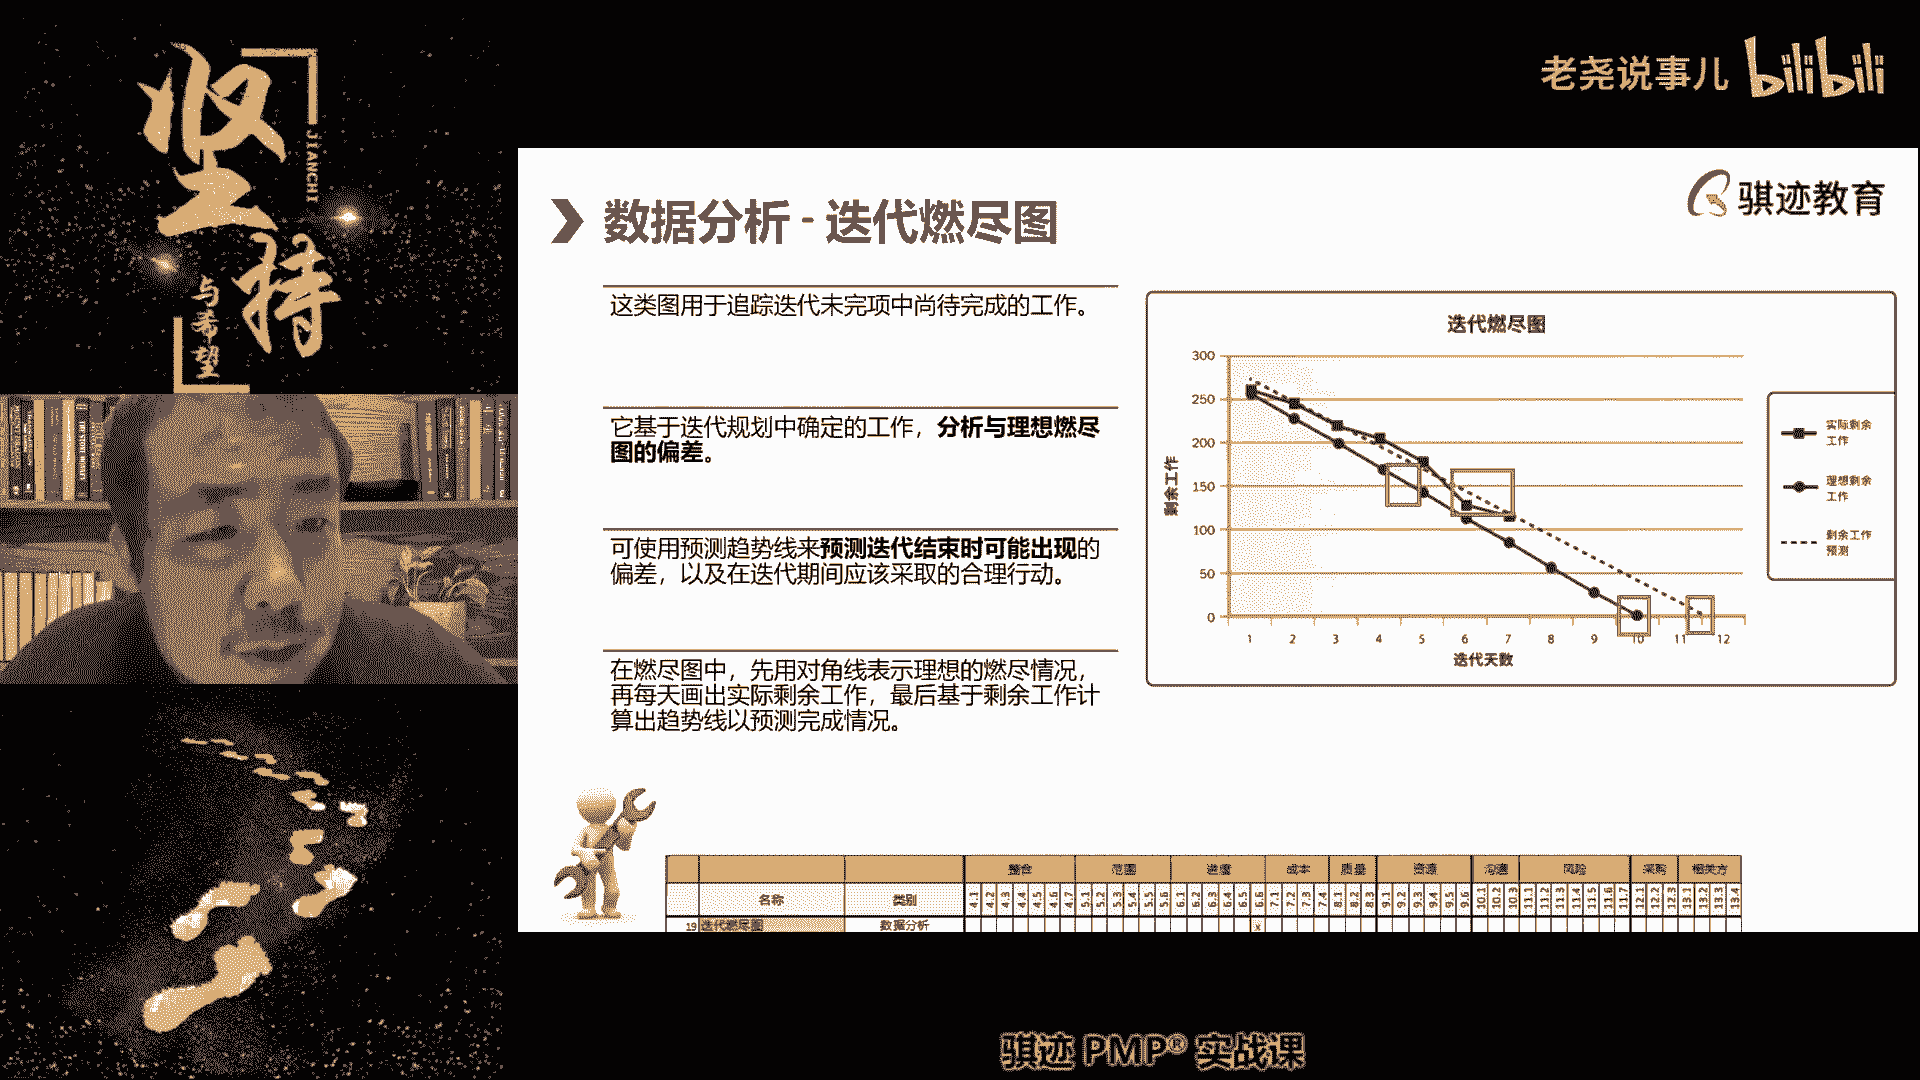 坚持
JIANCHI
与希望
老尧说事儿 bilibili
骐迹教育
数据分析 - 迭代燃尽图
这类图用于追踪迭代未完项中尚待完成的工作。
它基于迭代规划中确定的工作，分析与理想燃尽
图的偏差。
可使用预测趋势线来预测迭代结束时可能出现的
偏差，以及在迭代期间应该采取的合理行动。
在燃尽图中，先用对角线表示理想的燃尽情况，
再每天画出实际剩余工作，最后基于剩余工作计
算出趋势线以预测完成情况。
迭代燃尽图
300
250
200
150
100
50
0
剩余工作
1 2 3 4 5 6 7 8 9 10 11 12
迭代天数
实际剩余
工作
理想剩余
工作
剩余工作
预测
整合 范围 进度 成本 质量 资源 沟通 风险 采购 相关方
名称 类别 4.1 4.2 4.3 4.4 4.5 4.6 4.7 5.1 5.2 5.3 5.4 5.5 5.6 6.1 6.2 6.3 6.4 6.5 6.6 7.1 7.2 7.3 7.4 8.1 8.2 8.3 9.1 9.2 9.3 9.4 9.5 9.6 10.1 10.2 10.3 11.1 11.2 11.3 11.4 11.5 11.6 11.7 12.1 12.2 12.3 13.1 13.2 13.3 13.4
19 迭代燃尽图 数据分析 x
骐迹 PMP® 实战课